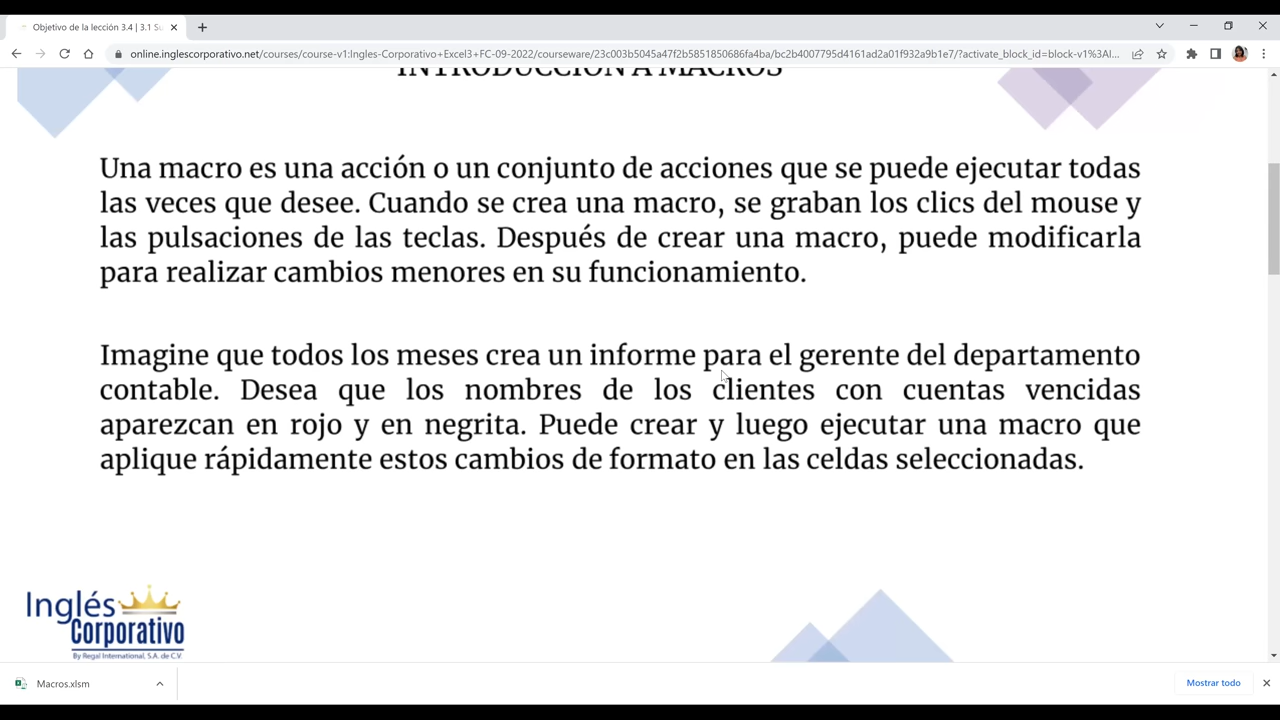 Objetivo de la lección 3.4 | 3.1 Su
online.inglescorporativo.net/courses/course-v1:Ingles-Corporativo+Excel3+FC-09-2022/courseware/23c003b5045a47f2b5851850686fa4ba/bc2b4007795d4161ad2a01f932a9b1e7/?activate_block_id=block-v1%3AI...
INTRODUCCIÓN A MACROS
Una macro es una acción o un conjunto de acciones que se puede ejecutar todas
las veces que desee. Cuando se crea una macro, se graban los clics del mouse y
las pulsaciones de las teclas. Después de crear una macro, puede modificarla
para realizar cambios menores en su funcionamiento.
Imagine que todos los meses crea un informe para el gerente del departamento
contable. Desea que los nombres de los clientes con cuentas vencidas
aparezcan en rojo y en negrita. Puede crear y luego ejecutar una macro que
aplique rápidamente estos cambios de formato en las celdas seleccionadas.
Inglés
Corporativo
By Regal International, S.A. de C.V.
Macros.xlsm
Mostrar todo